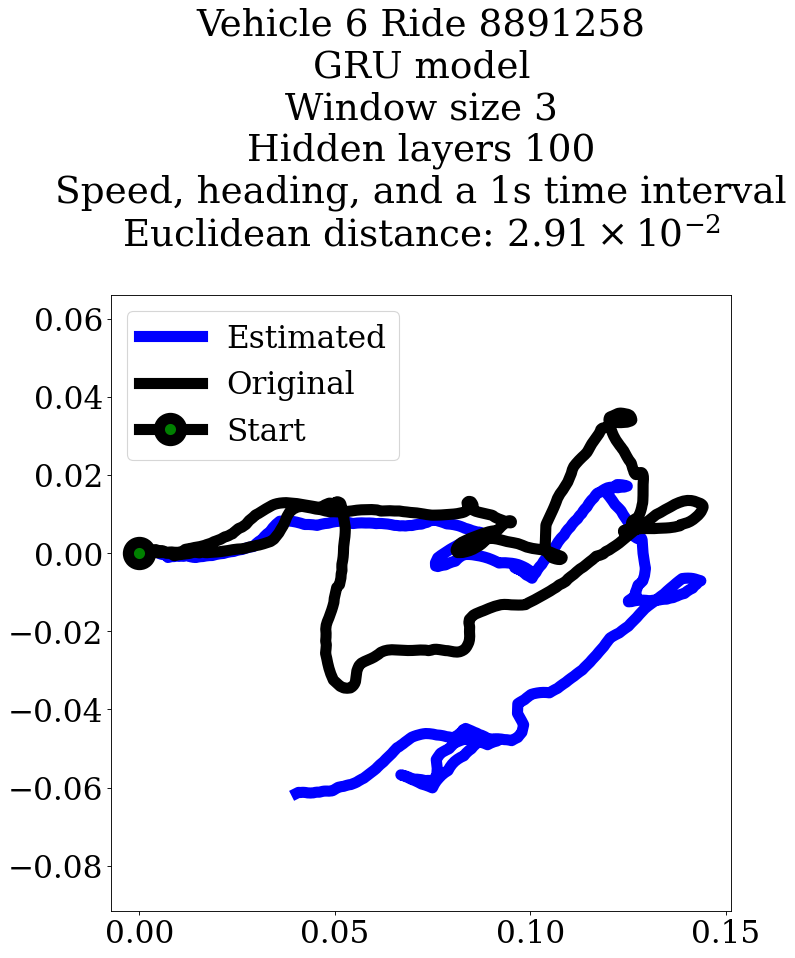 Vehicle 6 Ride 8891258
GRU model
Window size 3
Hidden layers 100
Speed, heading, and a 1s time interval
Euclidean distance: 2.91 × 10⁻²
Estimated
Original
Start
0.06
0.04
0.02
0.00
−0.02
−0.04
−0.06
−0.08
0.00 0.05 0.10 0.15